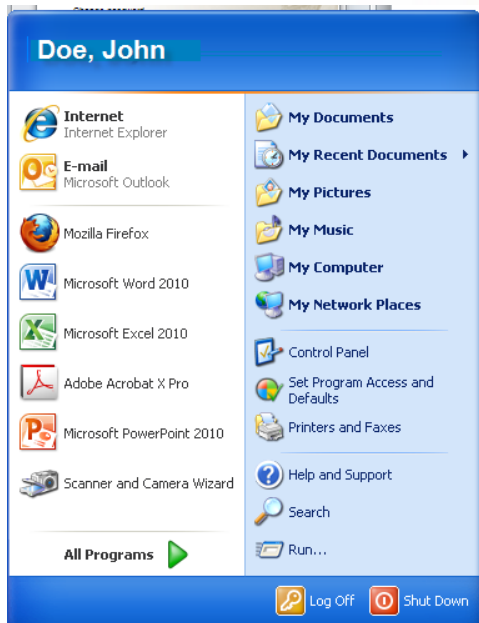 Choose password
Doe, John
Internet
Internet Explorer
E-mail
Microsoft Outlook
Mozilla Firefox
Microsoft Word 2010
Microsoft Excel 2010
Adobe Acrobat X Pro
Microsoft PowerPoint 2010
Scanner and Camera Wizard
All Programs
My Documents
My Recent Documents
My Pictures
My Music
My Computer
My Network Places
Control Panel
Set Program Access and
Defaults
Printers and Faxes
Help and Support
Search
Run...
Log Off
Shut Down